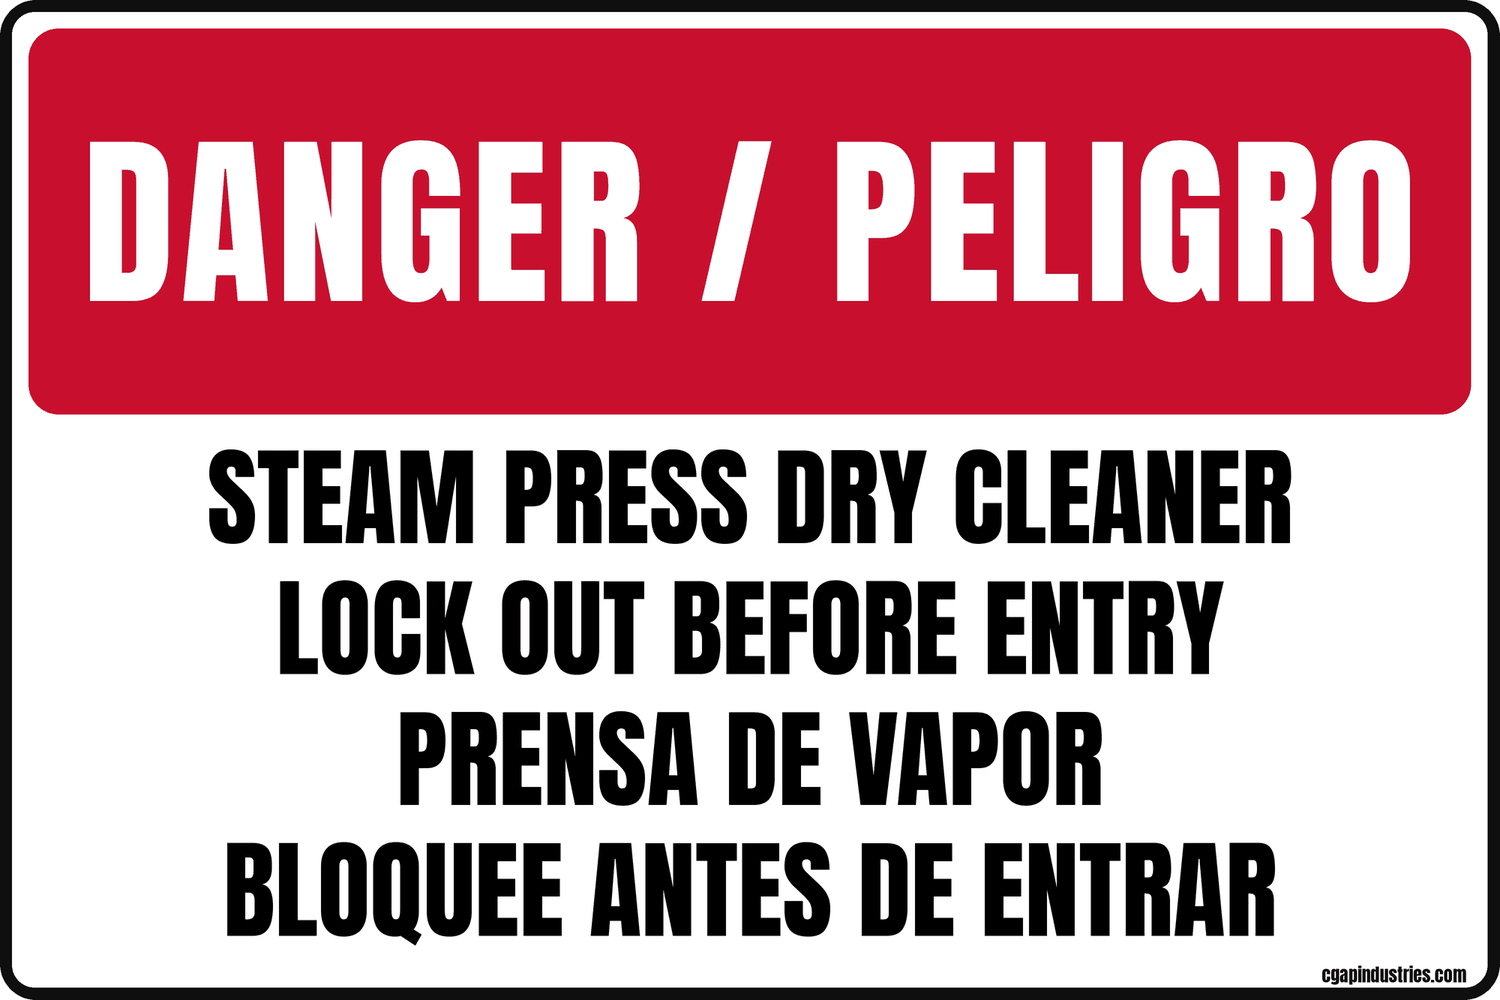 DANGER / PELIGRO
STEAM PRESS DRY CLEANER
LOCK OUT BEFORE ENTRY
PRENSA DE VAPOR
BLOQUEE ANTES DE ENTRAR
cgapindustries.com